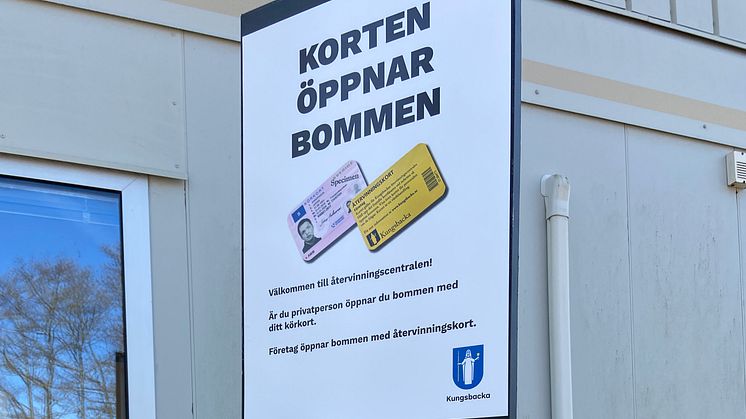 KORTEN
ÖPPNAR
BOMMEN
Specimen
ÅTERVINNINGSKORT
Kungsbacka
Välkommen till återvinningscentralen!
Är du privatperson öppnar du bommen med
ditt körkort.
Företag öppnar bommen med återvinningskort.
Kungsbacka